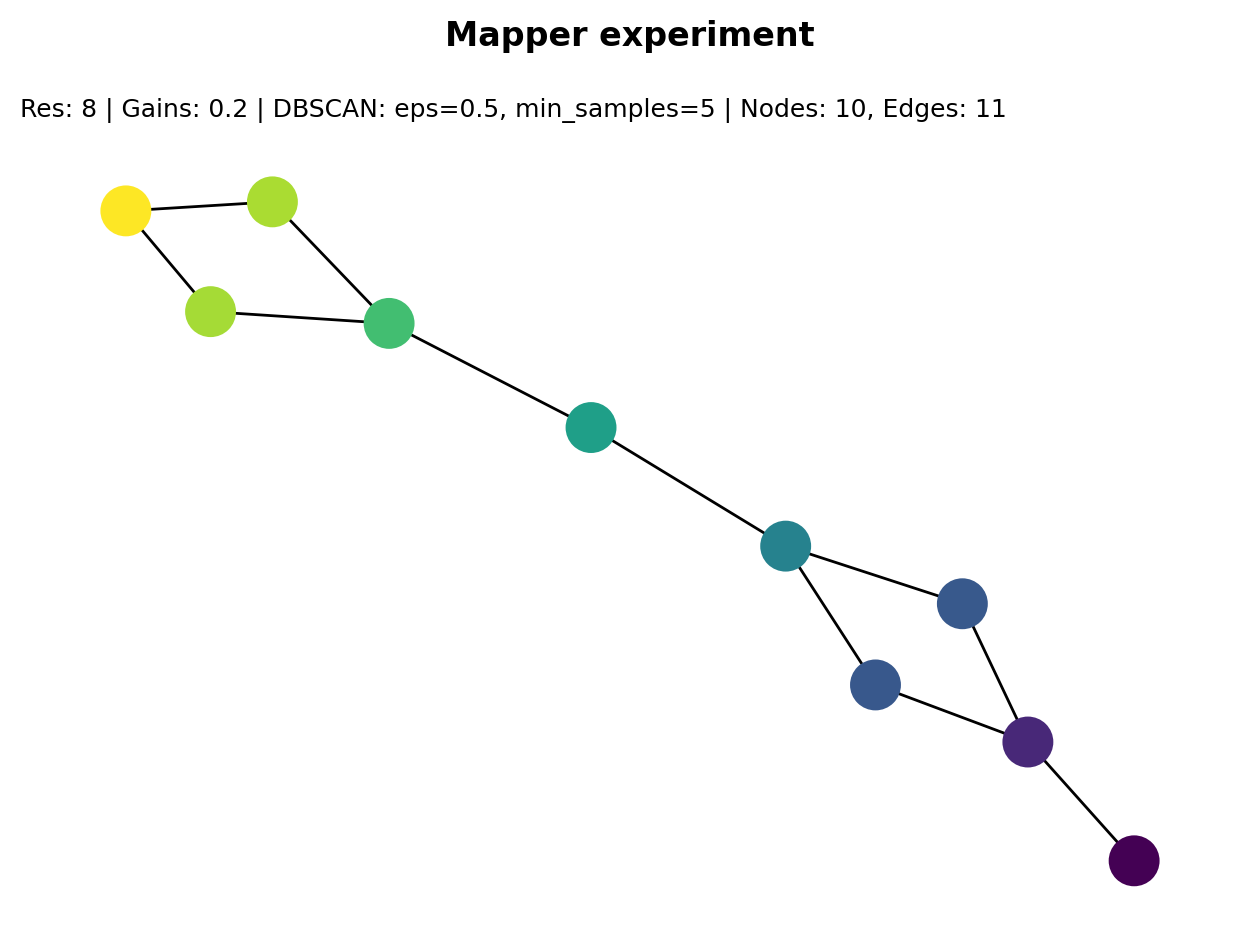 Mapper experiment
Res: 8 | Gains: 0.2 | DBSCAN: eps=0.5, min_samples=5 | Nodes: 10, Edges: 11